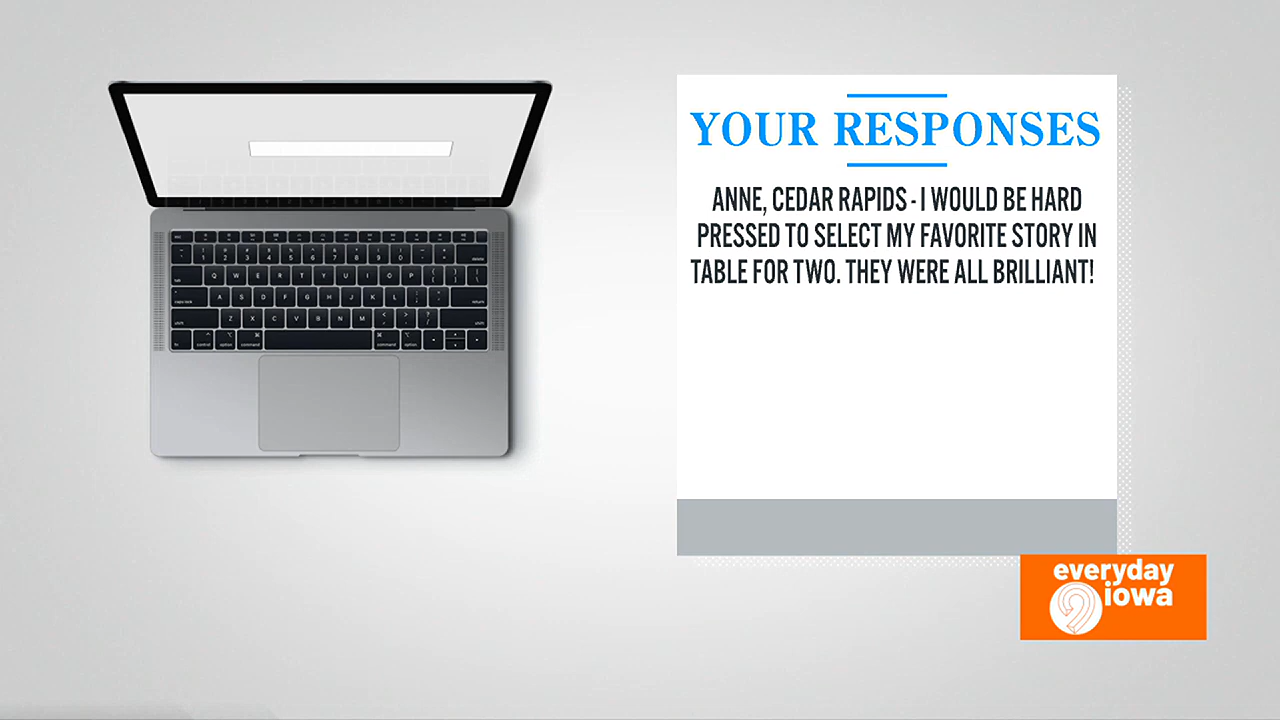 YOUR RESPONSES
ANNE, CEDAR RAPIDS - I WOULD BE HARD
PRESSED TO SELECT MY FAVORITE STORY IN
TABLE FOR TWO. THEY WERE ALL BRILLIANT!
everyday
9 iowa